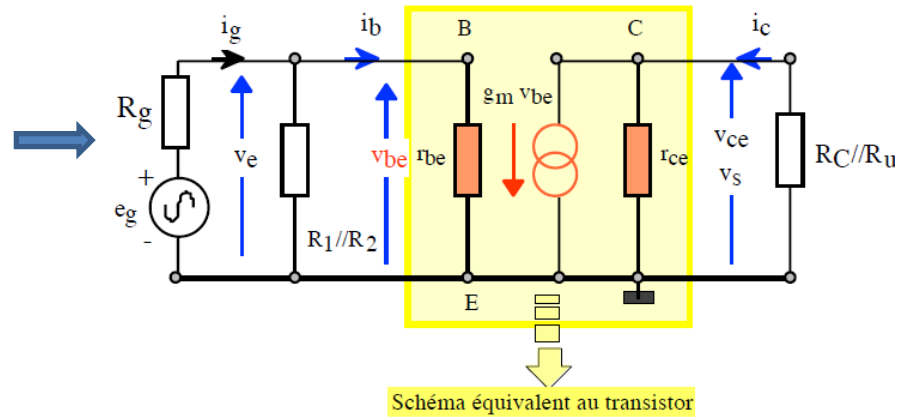 ig
ib
B
C
ic
Rg
+
eg
-
ve
R1//R2
vbe
rbe
gm vbe
rce
vce
vs
RC//Ru
E
Schéma équivalent au transistor